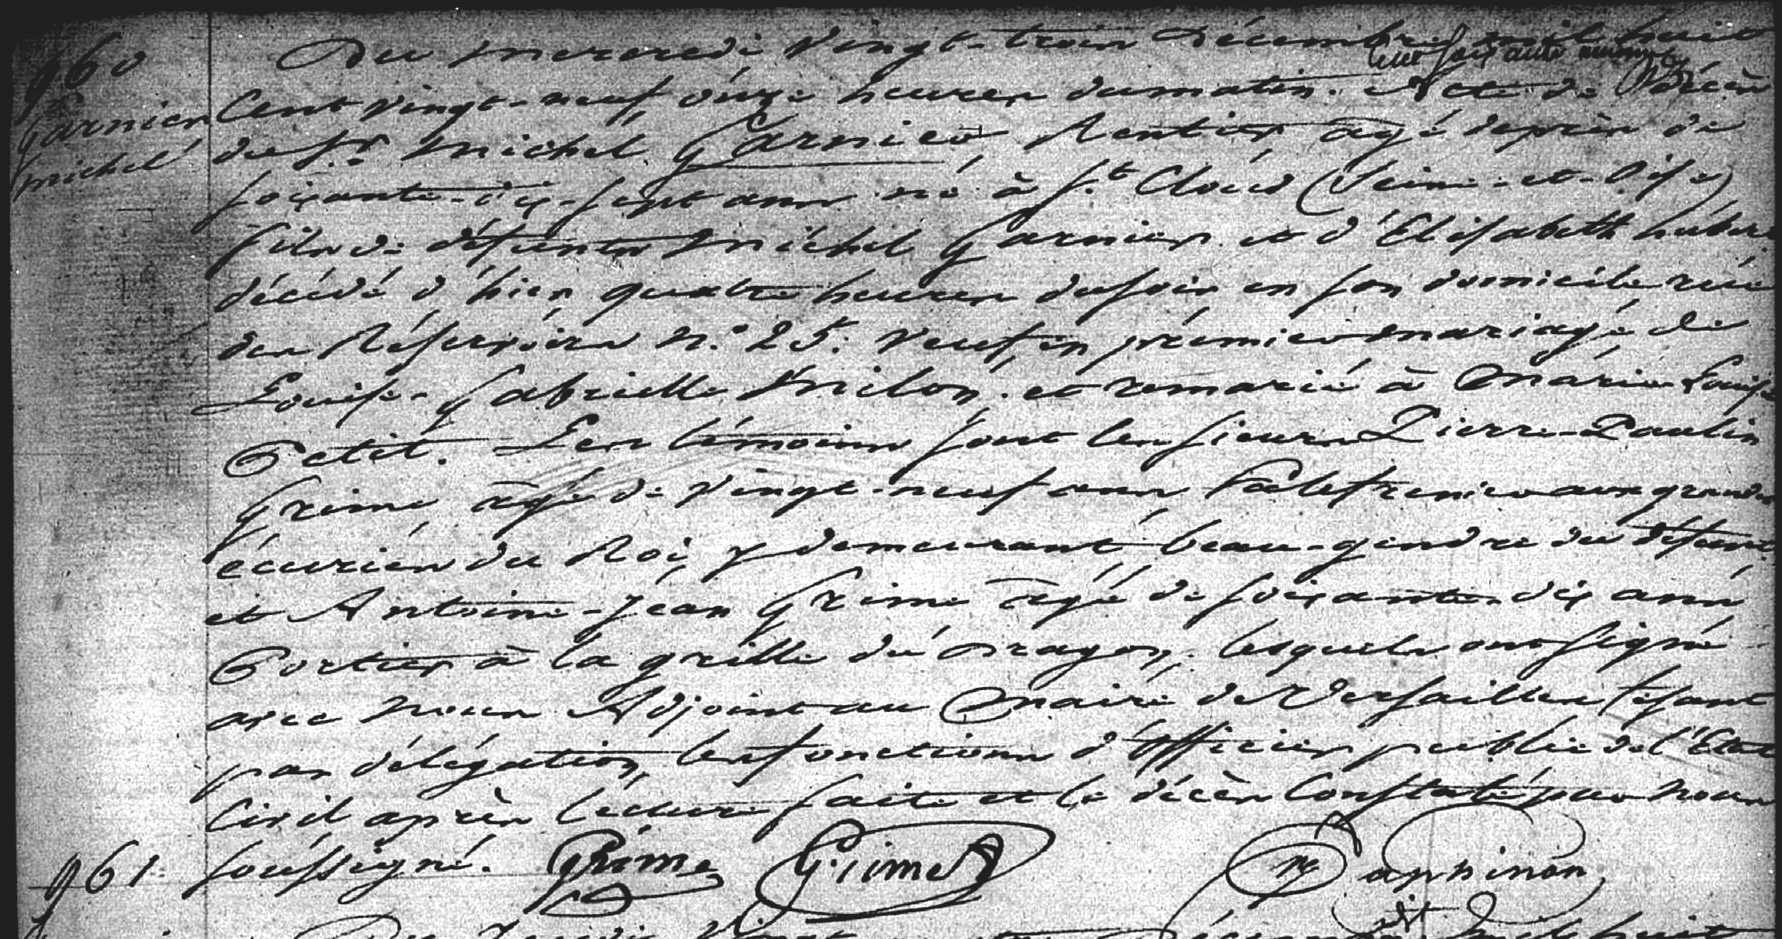 960
Garnier
michel
Du mercredi Vingt-trois Décembre mil huit
Cent vingt-neuf onze heures du matin. Acte de Décès
du Sr. Michel Garnier Rentier âgé de près de
soixante-dix-sept ans né à St. Cloud (Seine-et-Oise)
fils de défunts Michel Garnier et d'Elisabeth hubert
décédé d'hier quatre heures du soir en son domicile rue
des Réservoirs n.° 25. Veuf en premier mariage de
Louise-Gabrielle Milon. et remarié à Marie Louise
Petit. Les témoins sont les sieurs Pierre-Paulin
Grime âgé de Vingt-neuf ans Palefrenier aux grandes
écuries du Roi, y demeurant beau-gendre du défunt
et Antoine-Jean Grime âgé de soixante-dix ans
Portier à la grille du Dragon, lesquels ont signé
avec Nous Adjoint au Maire de Versailles faisant
par délégation les fonctions d'Officier public de l'Etat
Civil après lecture faite et le décès Constaté par Nous
soussigné. Grime Grime
961